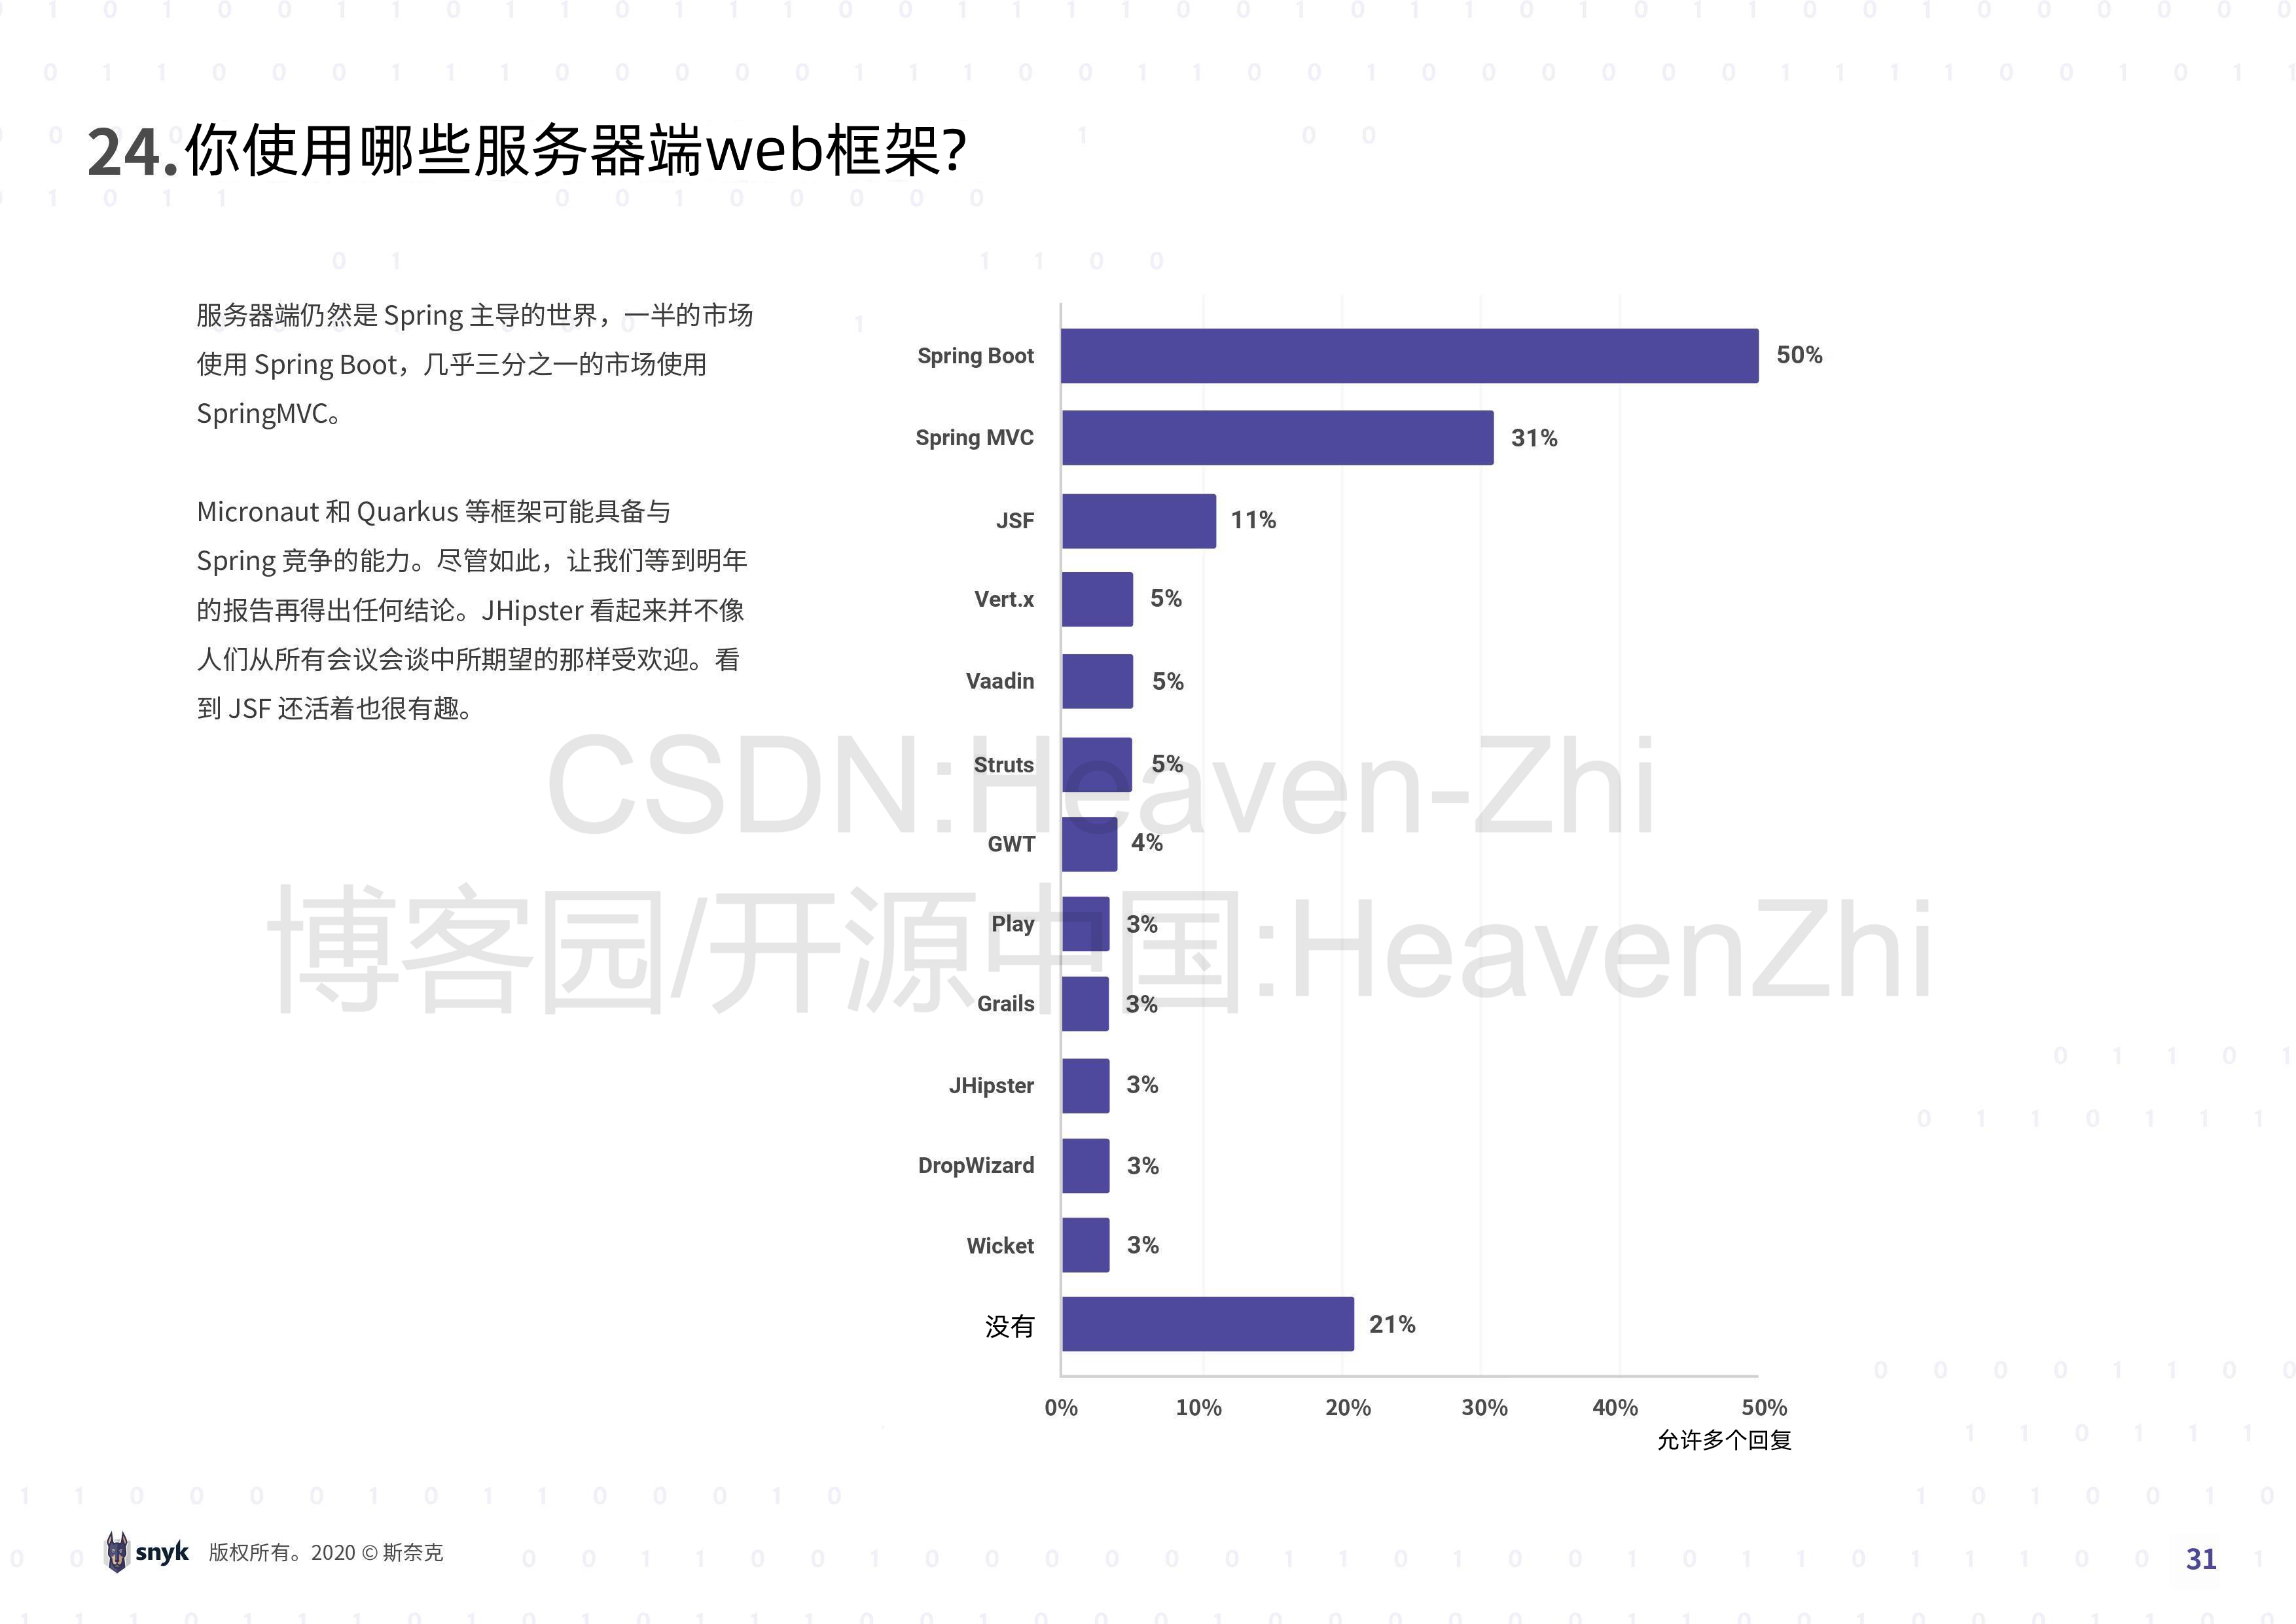 24.你使用哪些服务器端web框架?
服务器端仍然是 Spring 主导的世界，一半的市场
使用 Spring Boot，几乎三分之一的市场使用
SpringMVC。
Micronaut 和 Quarkus 等框架可能具备与
Spring 竞争的能力。尽管如此，让我们等到明年
的报告再得出任何结论。JHipster 看起来并不像
人们从所有会议会谈中所期望的那样受欢迎。看
到 JSF 还活着也很有趣。
Spring Boot 50%
Spring MVC 31%
JSF 11%
Vert.x 5%
Vaadin 5%
Struts 5%
GWT 4%
Play 3%
Grails 3%
JHipster 3%
DropWizard 3%
Wicket 3%
没有 21%
0% 10% 20% 30% 40% 50%
允许多个回复
CSDN:Heaven-Zhi
博客园/开源中国:HeavenZhi
snyk 版权所有。2020 © 斯奈克
31